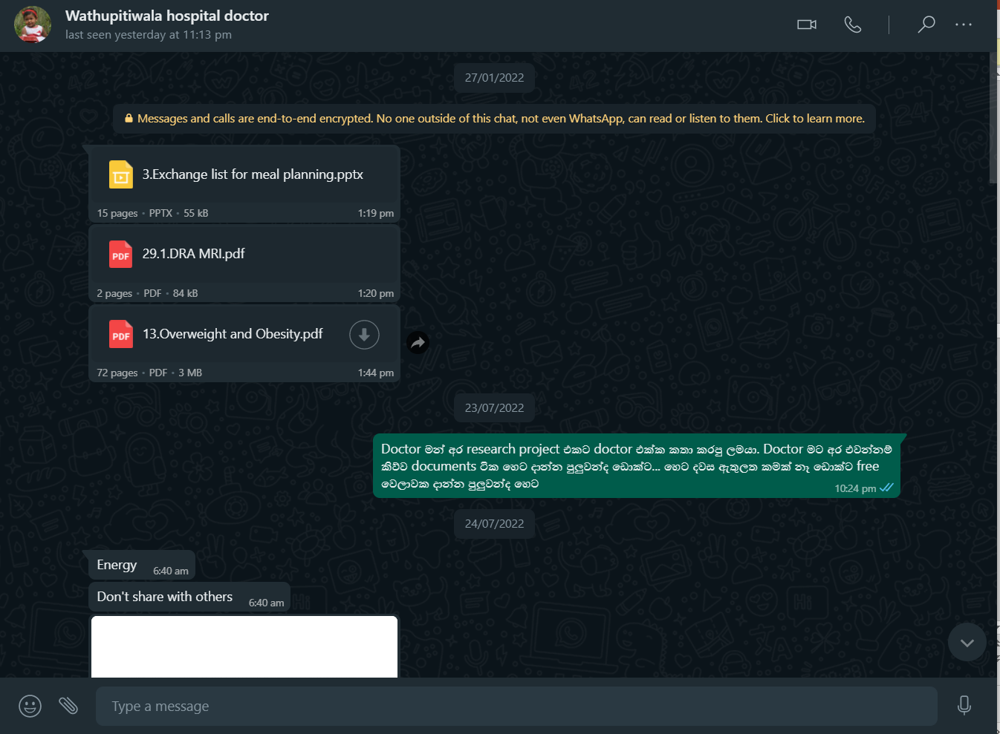 Wathupitiwala hospital doctor
last seen yesterday at 11:13 pm
27/01/2022
Messages and calls are end-to-end encrypted. No one outside of this chat, not even WhatsApp, can read or listen to them. Click to learn more.
3.Exchange list for meal planning.pptx
15 pages • PPTX • 55 kB 1:19 pm
PDF 29.1.DRA MRI.pdf
2 pages • PDF • 84 kB 1:20 pm
PDF 13.Overweight and Obesity.pdf
72 pages • PDF • 3 MB 1:44 pm
23/07/2022
Doctor මන් අර research project එකට doctor එක්ක කතා කරපු ලමයා. Doctor මට අර එවන්නම්
කිව්ව documents ටික හෙට දාන්න පුලුවන්ද ඩොක්ට... හෙට දවස ඇතුලත කමක් නෑ ඩොක්ට free
වෙලාවක දාන්න පුලුවන්ද හෙට
10:24 pm
24/07/2022
Energy 6:40 am
Don't share with others 6:40 am
Type a message